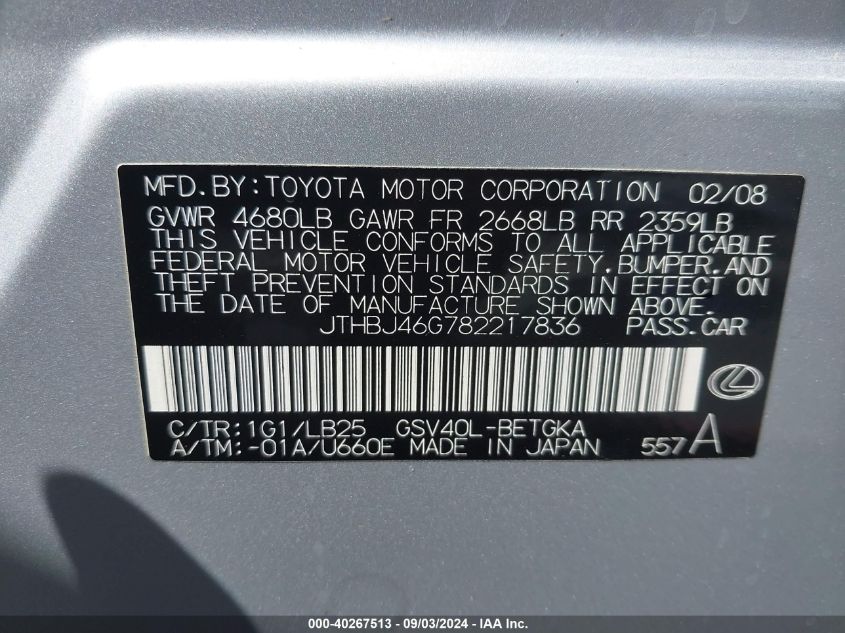 MFD.BY:TOYOTA MOTOR CORPORATION 02/08
GVWR 4680LB GAWR FR 2668LB RR 2359LB
THIS VEHICLE CONFORMS TO ALL APPLICABLE
FEDERAL MOTOR VEHICLE SAFETY.BUMPER.AND
THEFT PREVENTION STANDARDS IN EFFECT ON
THE DATE OF MANUFACTURE SHOWN ABOVE.
JTHBJ46G782217836 PASS.CAR
C/TR:1G1/LB25 GSV40L-BETGKA
A/TM:-01A/U660E MADE IN JAPAN 557A
000-40267513 - 09/03/2024 - IAA Inc.